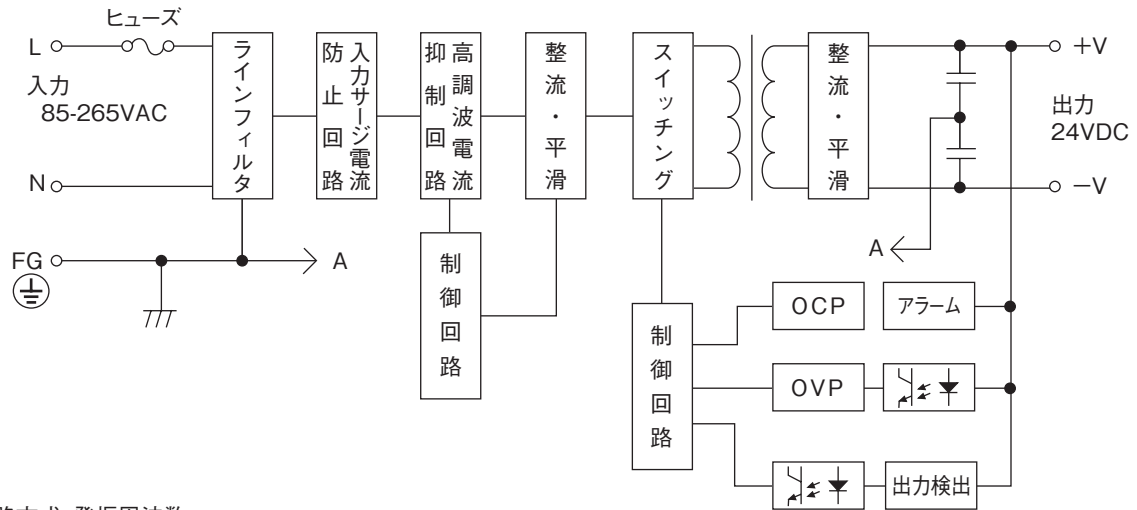 ヒューズ
L
入力
85-265VAC
N
FG
ラインフィルタ
入力サージ電流
防止回路
高調波電流
抑制回路
整流・平滑
スイッチング
整流・平滑
+V
出力
24VDC
−V
A
A
制御回路
制御回路
OCP
アラーム
OVP
出力検出